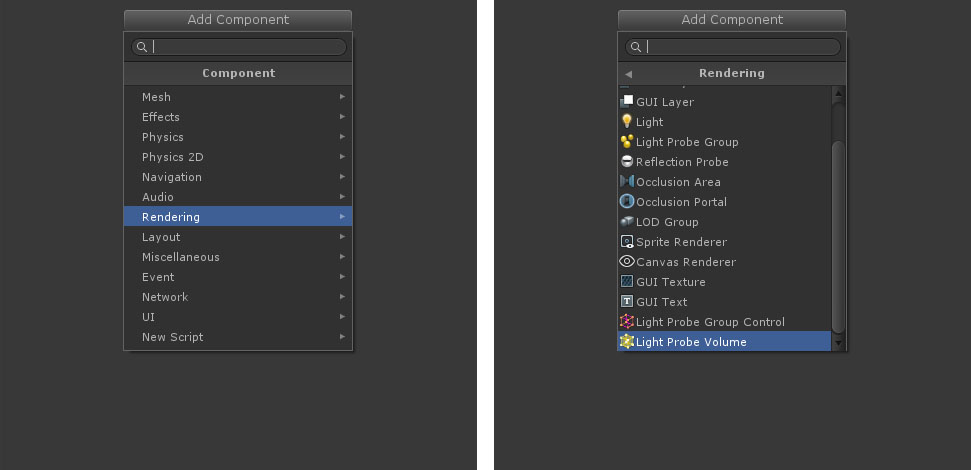 Add Component
Component
Mesh
Effects
Physics
Physics 2D
Navigation
Audio
Rendering
Layout
Miscellaneous
Event
Network
UI
New Script
Add Component
Rendering
GUI Layer
Light
Light Probe Group
Reflection Probe
Occlusion Area
Occlusion Portal
LOD Group
Sprite Renderer
Canvas Renderer
GUI Texture
T GUI Text
Light Probe Group Control
Light Probe Volume